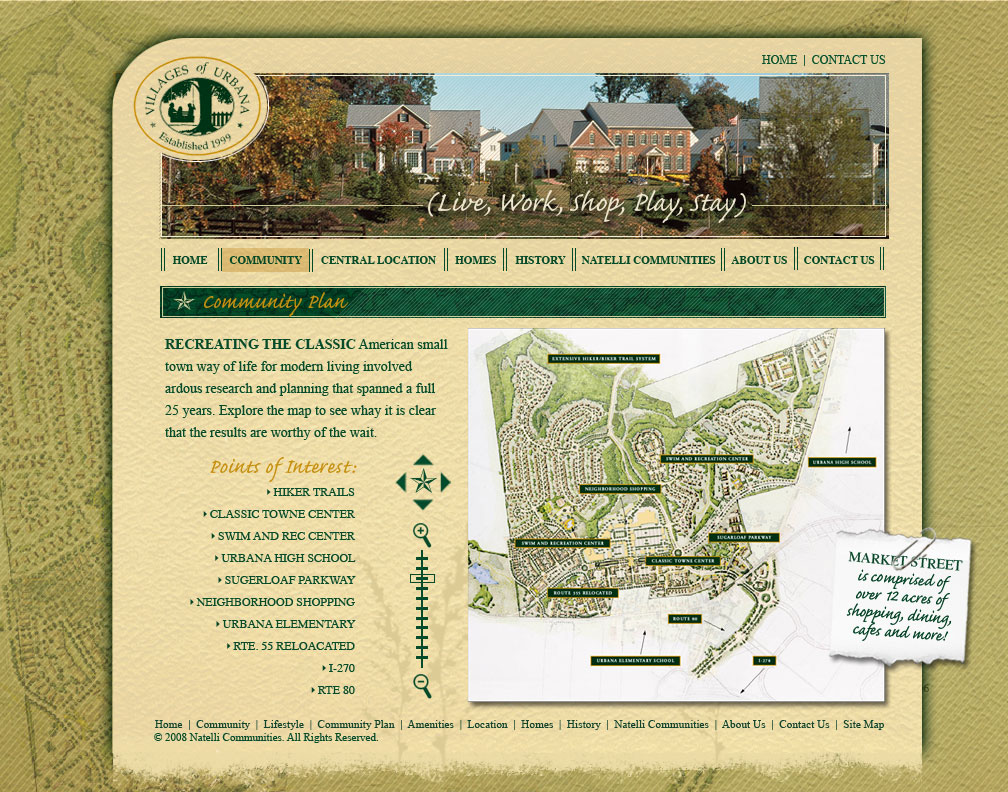 HOME | CONTACT US
VILLAGES of URBANA
Established 1999
(Live, Work, Shop, Play, Stay)
HOME COMMUNITY CENTRAL LOCATION HOMES HISTORY NATELLI COMMUNITIES ABOUT US CONTACT US
Community Plan
RECREATING THE CLASSIC American small
town way of life for modern living involved
ardous research and planning that spanned a full
25 years. Explore the map to see whay it is clear
that the results are worthy of the wait.
Points of Interest:
HIKER TRAILS
CLASSIC TOWNE CENTER
SWIM AND REC CENTER
URBANA HIGH SCHOOL
SUGERLOAF PARKWAY
NEIGHBORHOOD SHOPPING
URBANA ELEMENTARY
RTE. 55 RELOACATED
I-270
RTE 80
EXTENSIVE HIKER/BIKER TRAIL SYSTEM
SWIM AND RECREATION CENTER
URBANA HIGH SCHOOL
NEIGHBORHOOD SHOPPING
SUGARLOAF PARKWAY
SWIM AND RECREATION CENTER
CLASSIC TOWNE CENTER
ROUTE 355 RELOCATED
ROUTE 80
URBANA ELEMENTARY SCHOOL
I-270
MARKET STREET
is comprised of
over 12 acres of
shopping, dining,
cafes and more!
6
Home | Community | Lifestyle | Community Plan | Amenities | Location | Homes | History | Natelli Communities | About Us | Contact Us | Site Map
© 2008 Natelli Communities. All Rights Reserved.